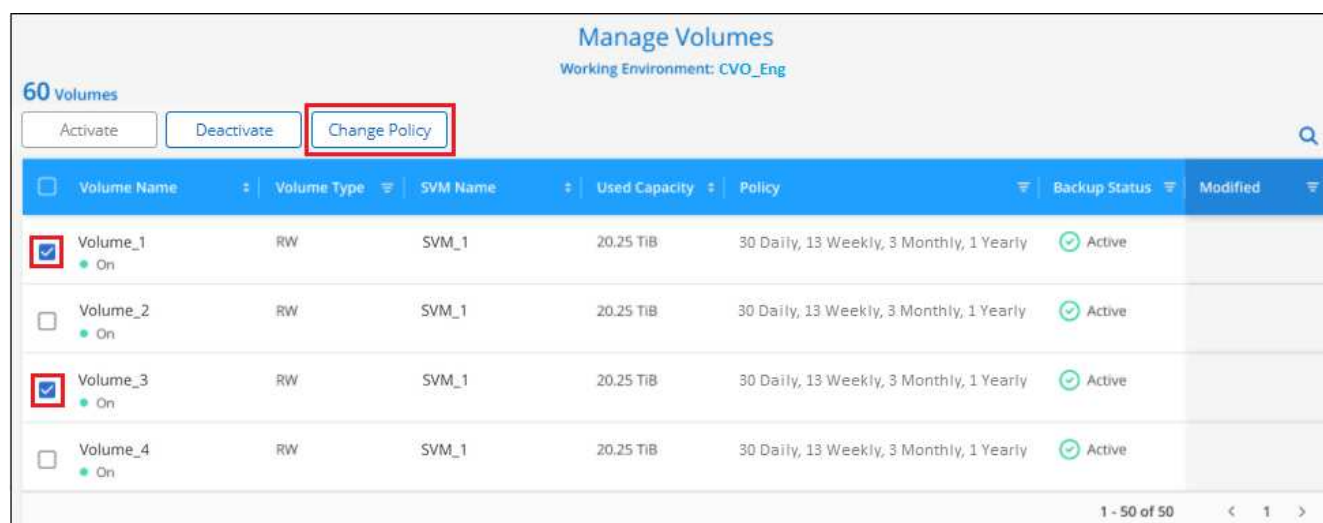 Manage Volumes
Working Environment: CVO_Eng
60 Volumes
Activate Deactivate Change Policy
Volume Name Volume Type SVM Name Used Capacity Policy Backup Status Modified
Volume_1 RW SVM_1 20.25 TiB 30 Daily, 13 Weekly, 3 Monthly, 1 Yearly Active
On
Volume_2 RW SVM_1 20.25 TiB 30 Daily, 13 Weekly, 3 Monthly, 1 Yearly Active
On
Volume_3 RW SVM_1 20.25 TiB 30 Daily, 13 Weekly, 3 Monthly, 1 Yearly Active
On
Volume_4 RW SVM_1 20.25 TiB 30 Daily, 13 Weekly, 3 Monthly, 1 Yearly Active
On
1 - 50 of 50 < 1 >